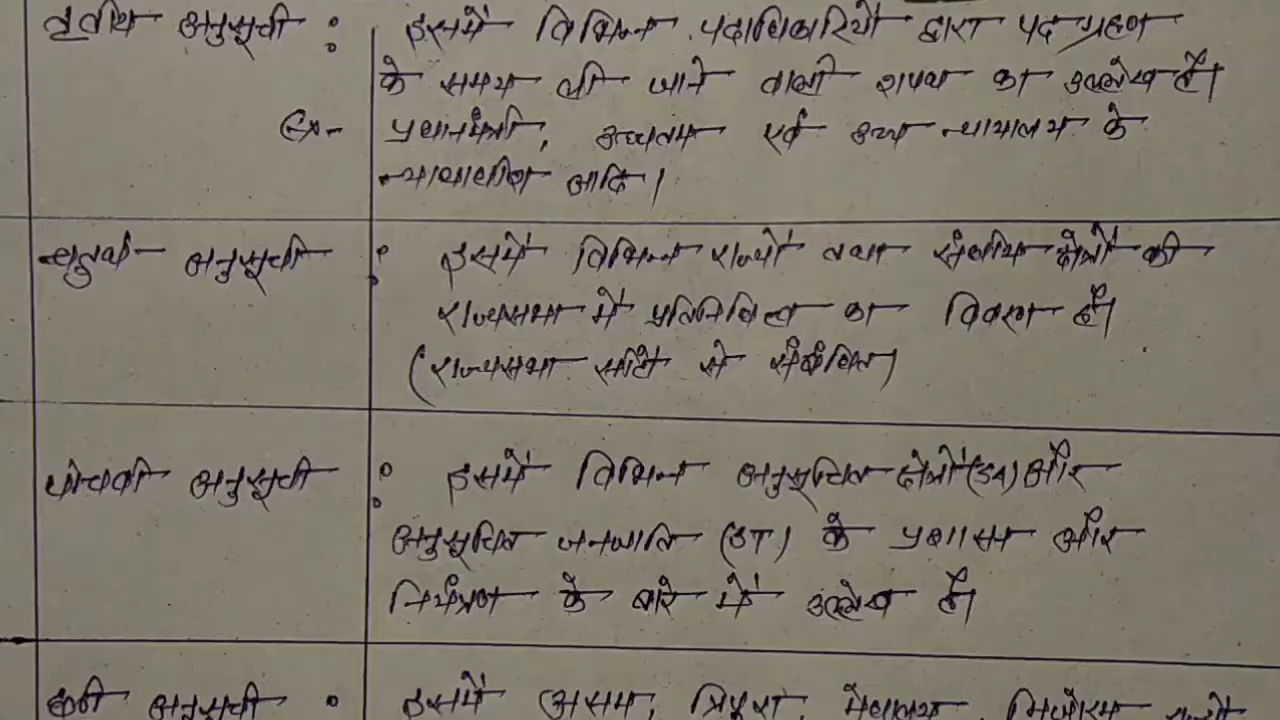 तृतीय अनुसूची : इसमें विभिन्न पदाधिकारियों द्वारा पद ग्रहण
के समय ली जाने वाली शपथ का उल्लेख है।
Ex- प्रधानमंत्री, उच्चतम एवं उच्च न्यायालय के
न्यायाधीश आदि।
चतुर्थ अनुसूची : इसमें विभिन्न राज्यों तथा संघीय क्षेत्रों की
राज्यसभा में प्रतिनिधित्व का विवरण है।
(राज्यसभा सीटों से संबंधित)
पांचवी अनुसूची : इसमें विभिन्न अनुसूचित क्षेत्रों (SA) और
अनुसूचित जनजाति (ST) के प्रशासन और
नियंत्रण के बारे में उल्लेख है।
छठी अनुसूची : इसमें असम, त्रिपुरा, मेघालय, मिजोरम राज्यों